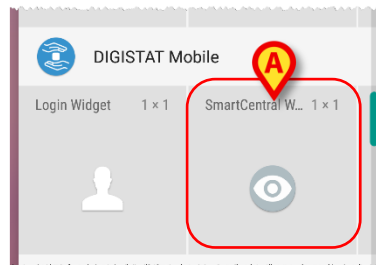 DIGISTAT Mobile
A
Login Widget 1 × 1
SmartCentral W... 1 × 1